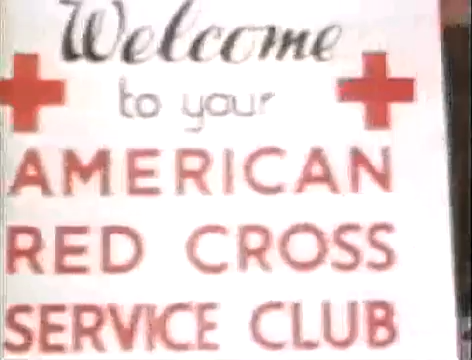 Welcome
to your
AMERICAN
RED CROSS
SERVICE CLUB